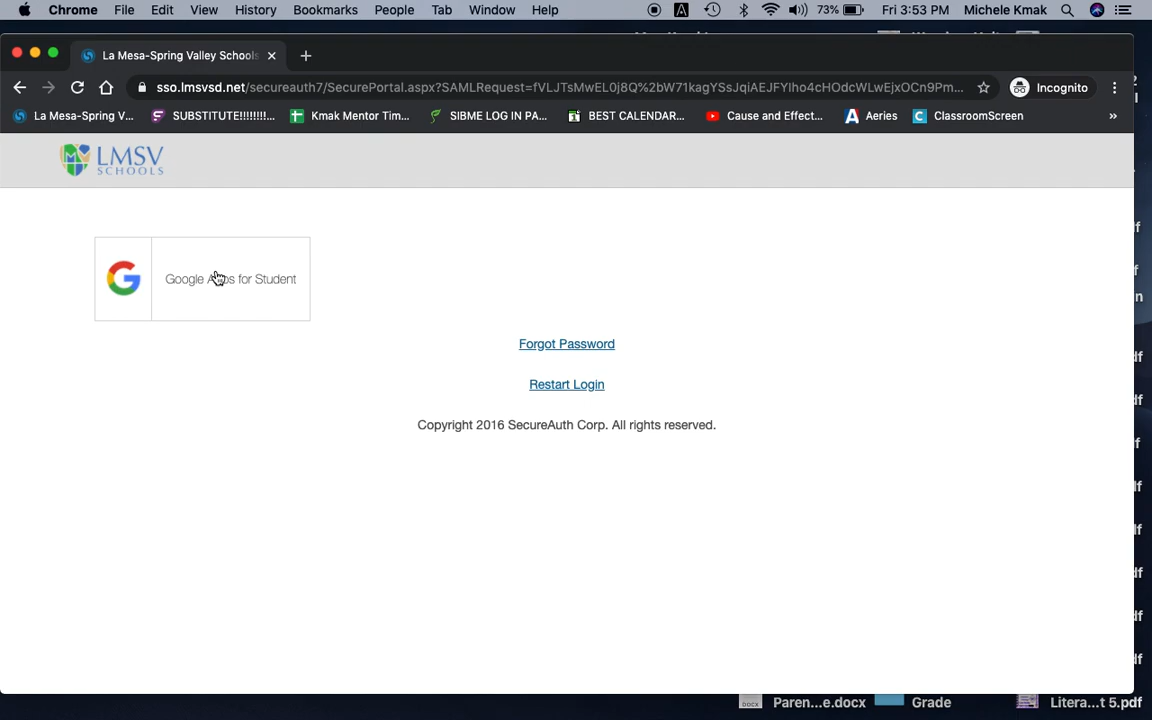 Chrome File Edit View History Bookmarks People Tab Window Help 73% Fri 3:53 PM Michele Kmak
La Mesa-Spring Valley Schools
sso.lmsvsd.net/secureauth7/SecurePortal.aspx?SAMLRequest=fVLJTsMwEL0j8Q%2bW71kagYSsJqiAEJFYlho4cHOdcWLwEjxOCn9Pm... Incognito
La Mesa-Spring V... SUBSTITUTE!!!!!!!!... Kmak Mentor Tim... SIBME LOG IN PA... BEST CALENDAR... Cause and Effect... Aeries ClassroomScreen »
LMSV
SCHOOLS
Google Apps for Student
Forgot Password
Restart Login
Copyright 2016 SecureAuth Corp. All rights reserved.
Paren...e.docx Grade Litera...t 5.pdf